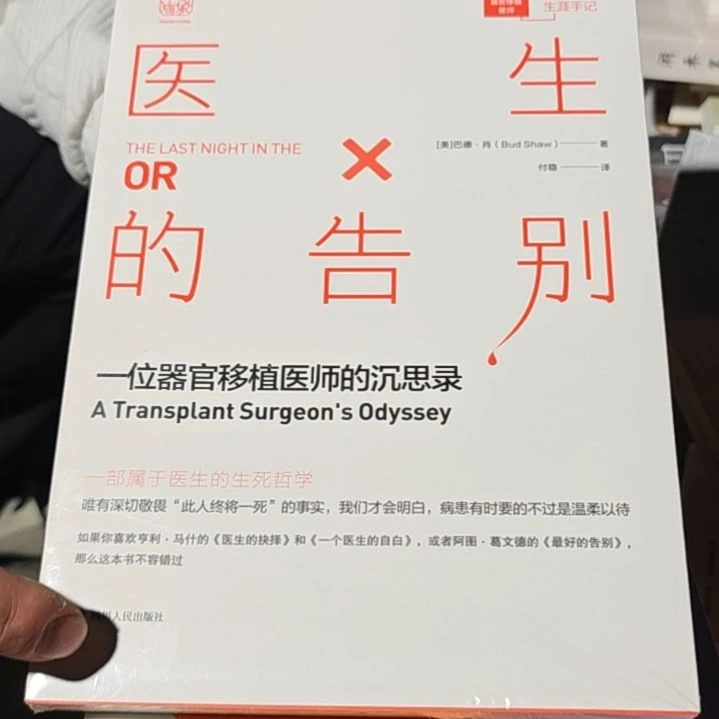 生涯手记
医生
THE LAST NIGHT IN THE
OR
[美]巴德·肖（Bud Shaw）——著
付稳——译
的告别
一位器官移植医师的沉思录
A Transplant Surgeon's Odyssey
一部属于医生的生死哲学
唯有深切敬畏“此人终将一死”的事实，我们才会明白，病患有时要的不过是温柔以待
如果你喜欢亨利·马什的《医生的抉择》和《一个医生的自白》，或者阿图·葛文德的《最好的告别》，
那么这本书不容错过
川人民出版社